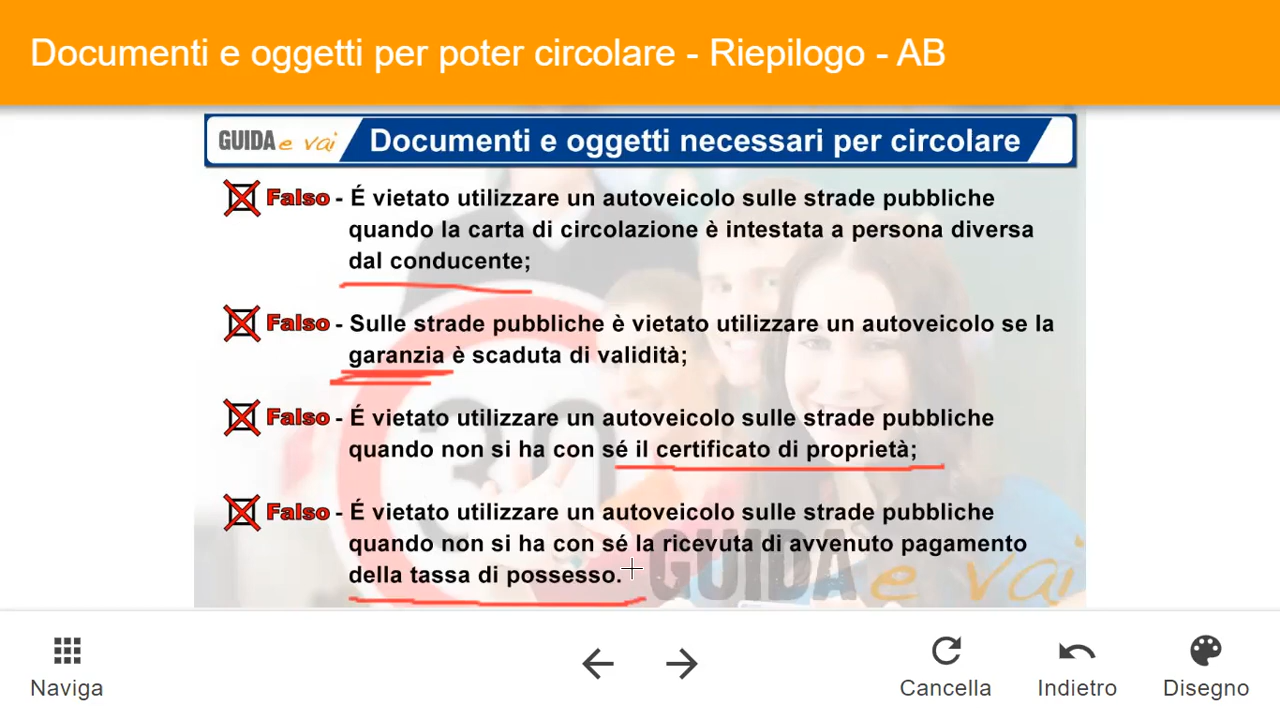 Documenti e oggetti per poter circolare - Riepilogo - AB
GUIDA e vai Documenti e oggetti necessari per circolare
Falso - É vietato utilizzare un autoveicolo sulle strade pubbliche
quando la carta di circolazione è intestata a persona diversa
dal conducente;
Falso - Sulle strade pubbliche è vietato utilizzare un autoveicolo se la
garanzia è scaduta di validità;
Falso - É vietato utilizzare un autoveicolo sulle strade pubbliche
quando non si ha con sé il certificato di proprietà;
Falso - É vietato utilizzare un autoveicolo sulle strade pubbliche
quando non si ha con sé la ricevuta di avvenuto pagamento
della tassa di possesso.
30
GUIDA
e vai
Naviga
Cancella
Indietro
Disegno